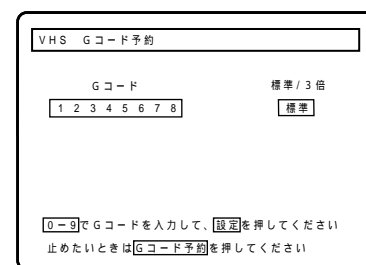 VHS Gコード予約
Gコード 標準/3倍
12345678 標準
0−9でGコードを入力して、設定を押してください
止めたいときはGコード予約を押してください